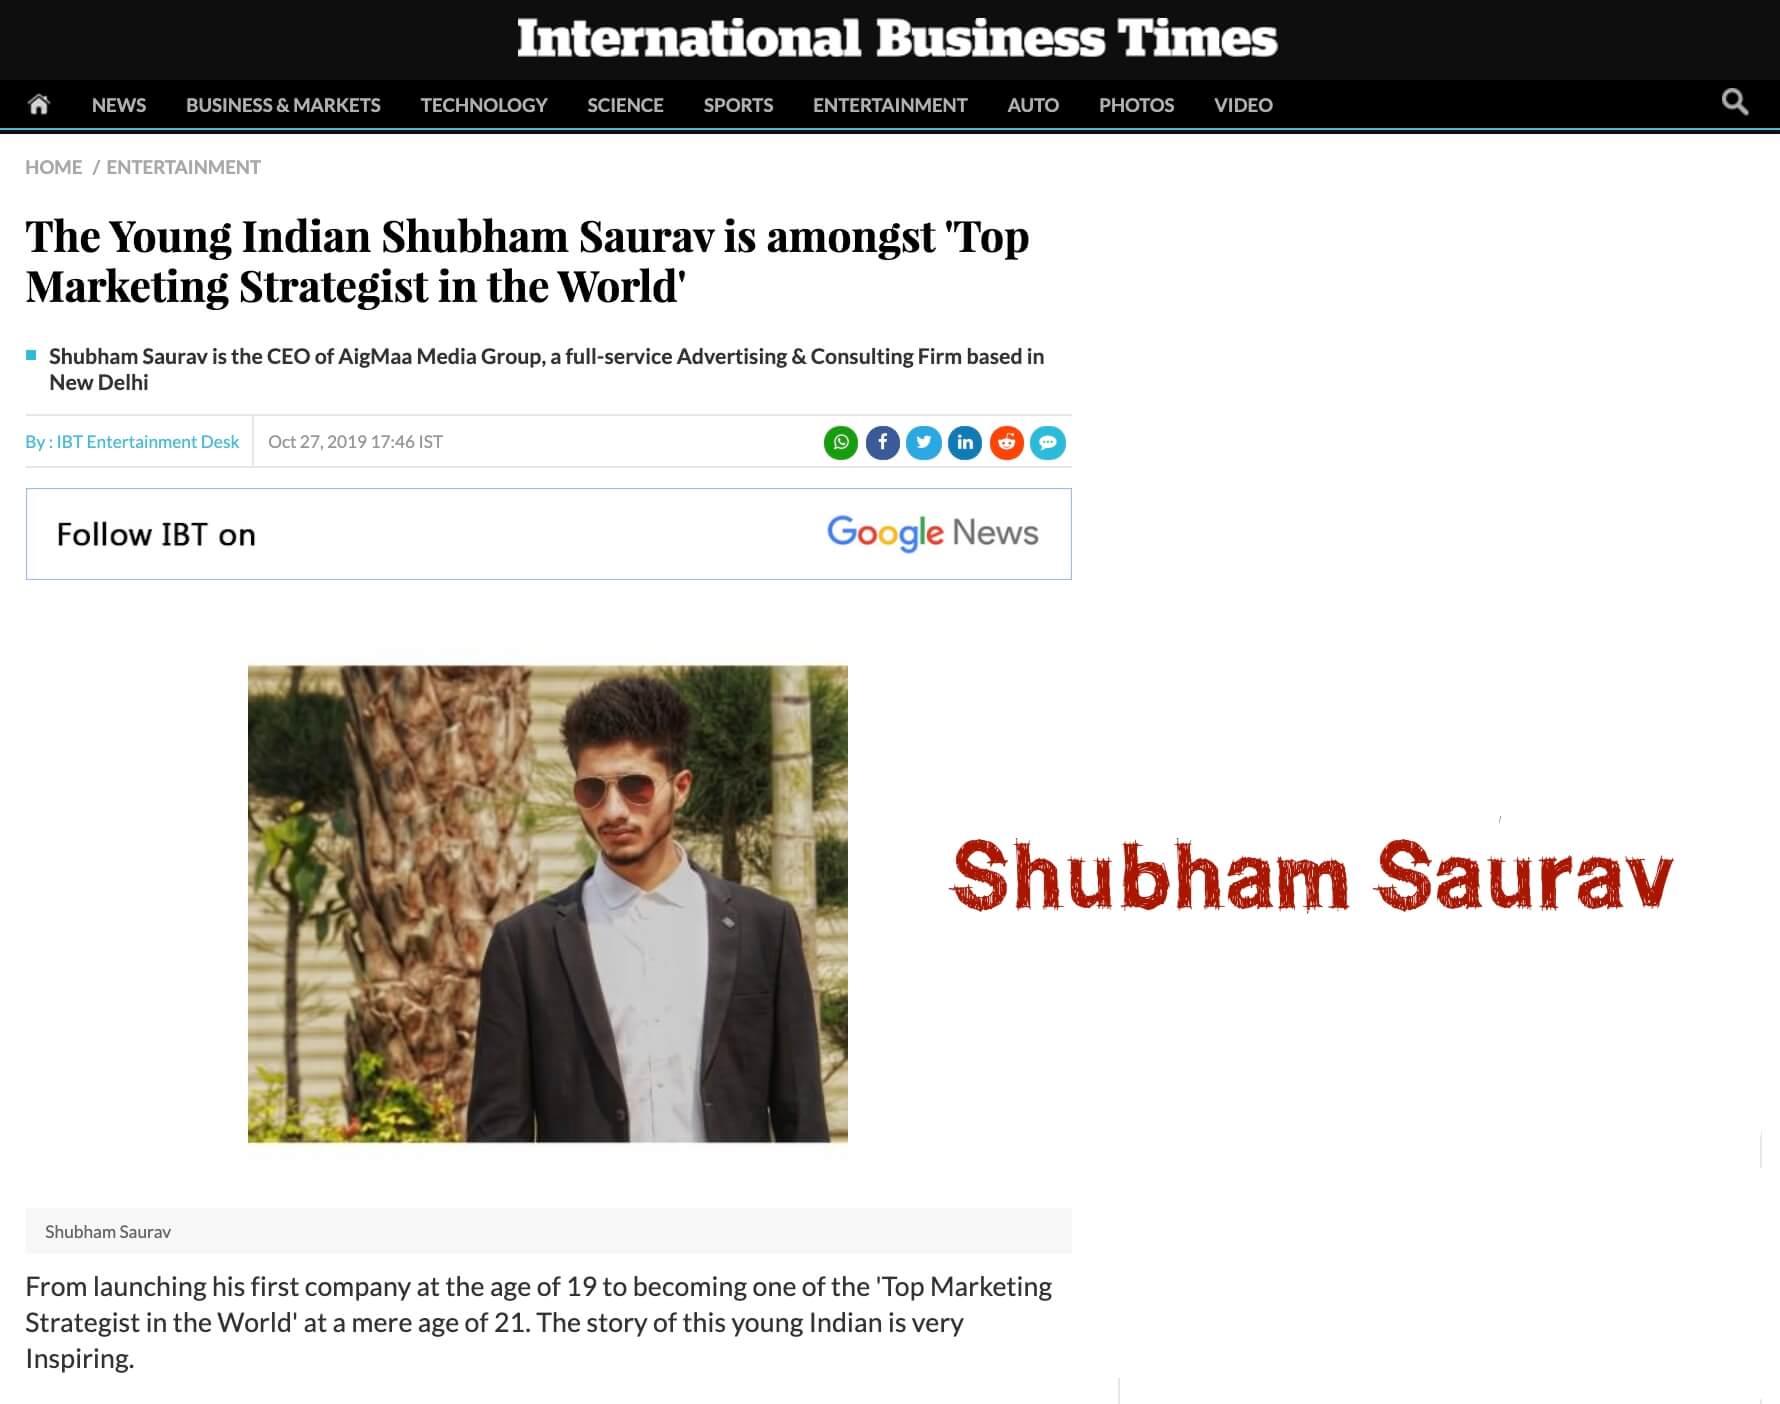 International Business Times
NEWS BUSINESS & MARKETS TECHNOLOGY SCIENCE SPORTS ENTERTAINMENT AUTO PHOTOS VIDEO
HOME / ENTERTAINMENT
The Young Indian Shubham Saurav is amongst 'Top
Marketing Strategist in the World'
Shubham Saurav is the CEO of AigMaa Media Group, a full-service Advertising & Consulting Firm based in
New Delhi
By : IBT Entertainment Desk Oct 27, 2019 17:46 IST
Follow IBT on Google News
Shubham Saurav
Shubham Saurav
From launching his first company at the age of 19 to becoming one of the 'Top Marketing
Strategist in the World' at a mere age of 21. The story of this young Indian is very
Inspiring.